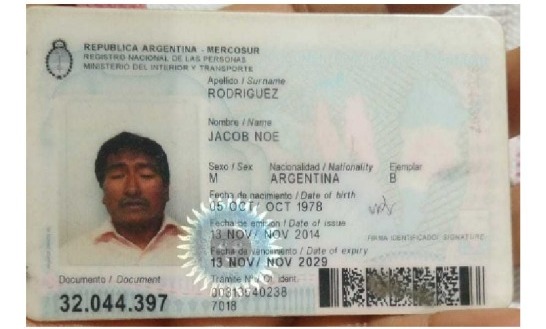 REPUBLICA ARGENTINA - MERCOSUR
REGISTRO NACIONAL DE LAS PERSONAS
MINISTERIO DEL INTERIOR Y TRANSPORTE
Apellido / Surname
RODRIGUEZ
Nombre / Name
JACOB NOE
Sexo / Sex Nacionalidad / Nationality Ejemplar
M ARGENTINA B
Fecha de nacimiento / Date of birth
05 OCT/ OCT 1978
Fecha de emisión / Date of issue
13 NOV/ NOV 2014
FIRMA IDENTIFICADO/ SIGNATURE
Fecha de vencimiento / Date of expiry
13 NOV/ NOV 2029
Documento / Document
Trámite Nº/ Of. ident.
32.044.397
7018